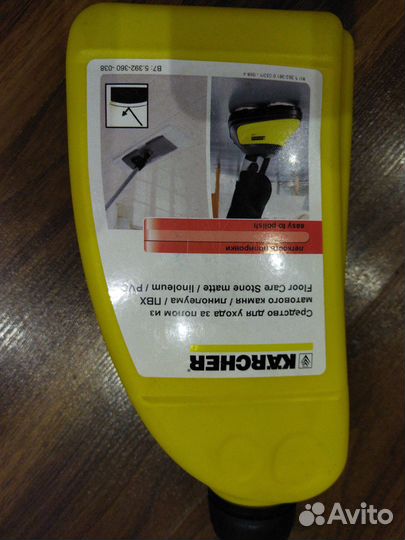 KÄRCHER
Средство для ухода за полом из
матового камня / линолеума / ПВХ
Floor Care Stone matte / linoleum / PVC
легкость полировки
easy to polish
B7: 5.392-360 -038
Avito